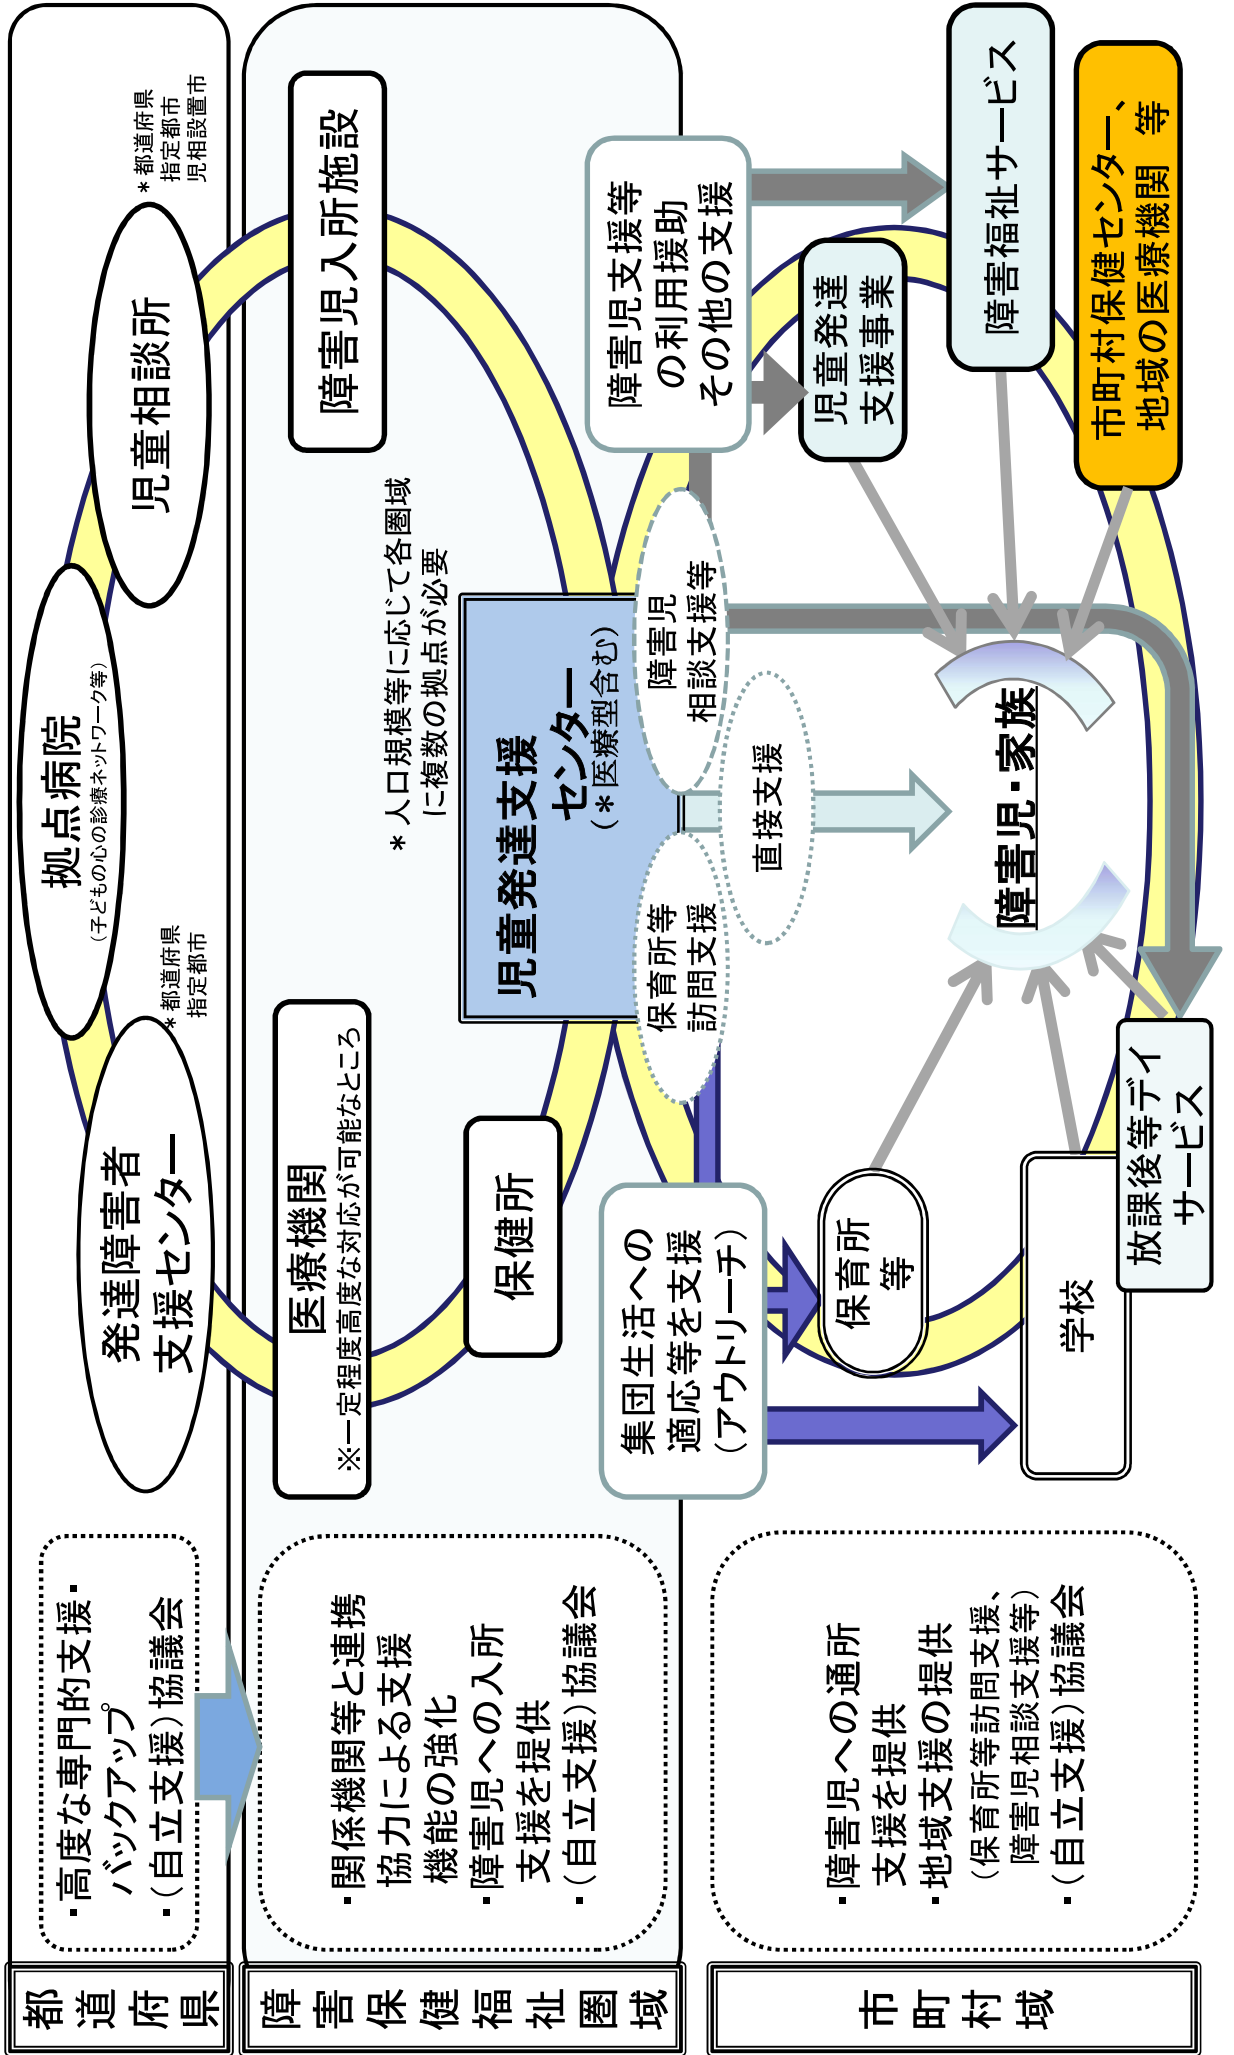 都道府県
・高度な専門的支援・
バックアップ
・（自立支援）協議会
発達障害者
支援センター
＊都道府県
指定都市
拠点病院
（子どもの心の診療ネットワーク等）
児童相談所
＊都道府県
指定都市
児相設置市
障害保健福祉圏域
・関係機関等と連携
協力による支援
機能の強化
・障害児への入所
支援を提供
・（自立支援）協議会
医療機関
※一定程度高度な対応が可能なところ
保健所
障害児入所施設
＊人口規模等に応じて各圏域
に複数の拠点が必要
児童発達支援
センター
（＊医療型含む）
保育所等
訪問支援
障害児
相談支援等
直接支援
集団生活への
適応等を支援
（アウトリーチ）
障害児支援等
の利用援助
その他の支援
市町村域
・障害児への通所
支援を提供
・地域支援の提供
（保育所等訪問支援、
障害児相談支援等）
・（自立支援）協議会
保育所
等
学校
放課後等デイ
サービス
障害児・家族
児童発達
支援事業
障害福祉サービス
市町村保健センター、
地域の医療機関　等